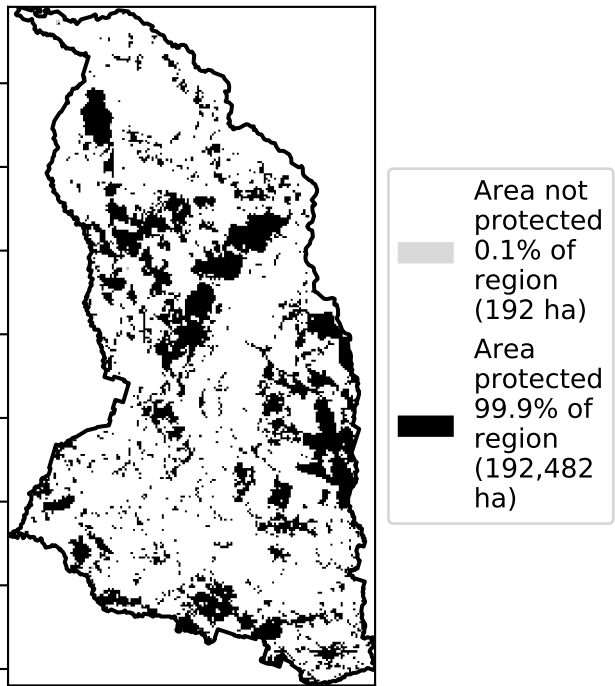 Area not
protected
0.1% of
region
(192 ha)
Area
protected
99.9% of
region
(192,482
ha)